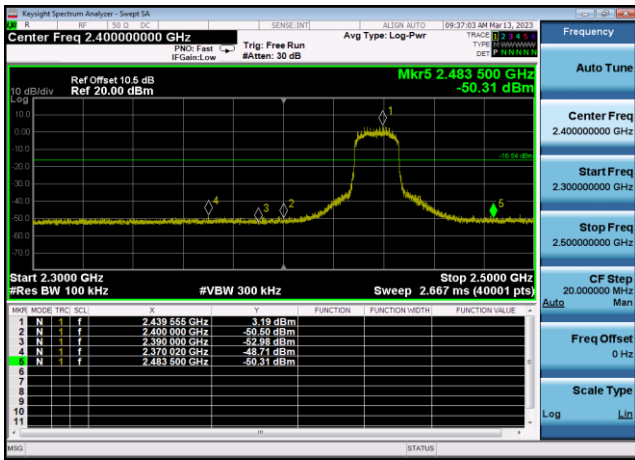 Keysight Spectrum Analyzer - Swept SA
R RF 50 Ω DC SENSE:INT ALIGN AUTO 09:37:03 AM Mar 13, 2023
Center Freq 2.400000000 GHz
PNO: Fast
IFGain:Low
Trig: Free Run
#Atten: 30 dB
Avg Type: Log-Pwr
TRACE 1 2 3 4 5 6
TYPE M W W W W W
DET P N N N N N
Ref Offset 10.5 dB
10 dB/div Ref 20.00 dBm
Log
Mkr5 2.483 500 GHz
-50.31 dBm
10.0
0.00
-10.0
-20.0
-30.0
-40.0
-50.0
-60.0
-70.0
1
2
3
4
5
-16.54 dBm
Start 2.3000 GHz Stop 2.5000 GHz
#Res BW 100 kHz #VBW 300 kHz Sweep 2.667 ms (40001 pts)
MKR MODE TRC SCL X Y FUNCTION FUNCTION WIDTH FUNCTION VALUE
1 N 1 f 2.439 555 GHz 3.19 dBm
2 N 1 f 2.400 000 GHz -50.50 dBm
3 N 1 f 2.390 000 GHz -52.98 dBm
4 N 1 f 2.370 020 GHz -48.71 dBm
5 N 1 f 2.483 500 GHz -50.31 dBm
6
7
8
9
10
11
MSG STATUS
Frequency
Auto Tune
Center Freq
2.400000000 GHz
Start Freq
2.300000000 GHz
Stop Freq
2.500000000 GHz
CF Step
20.000000 MHz
Auto Man
Freq Offset
0 Hz
Scale Type
Log Lin